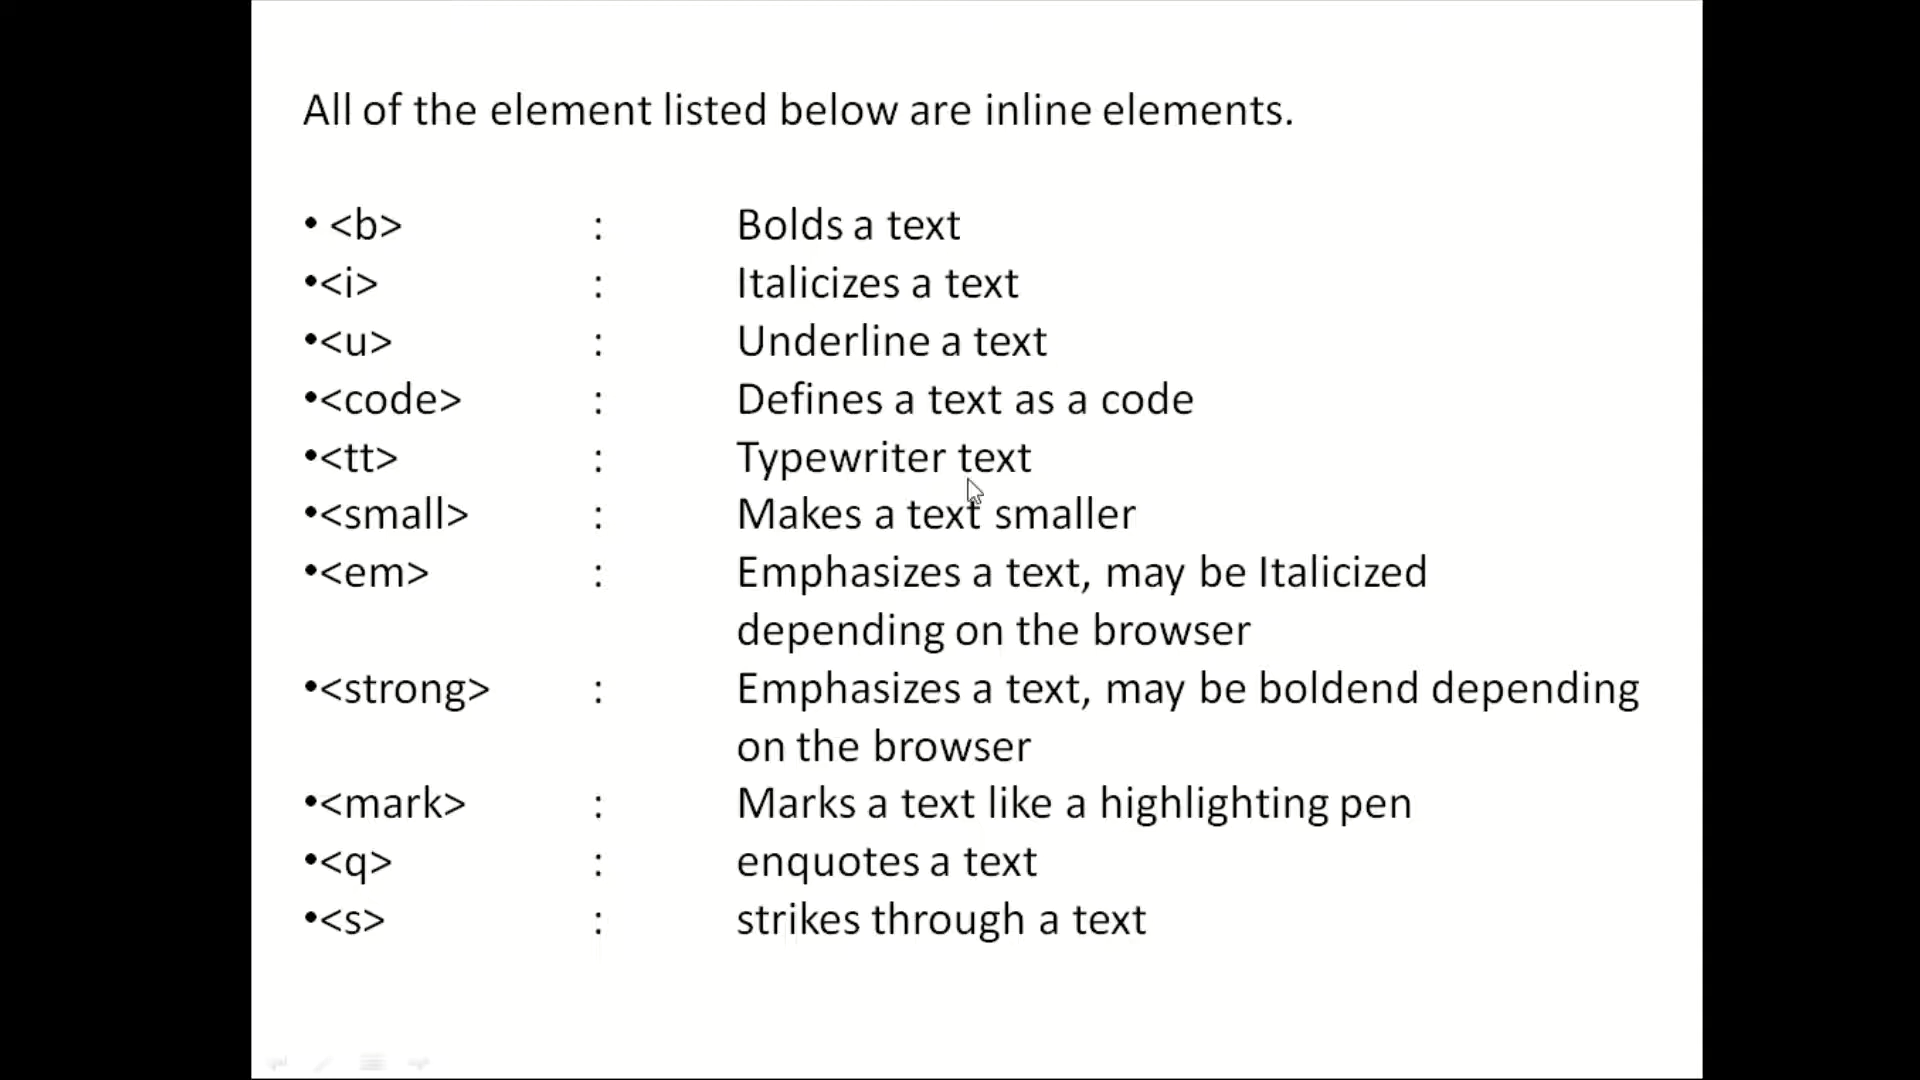 All of the element listed below are inline elements.
• <b> : Bolds a text
•<i> : Italicizes a text
•<u> : Underline a text
•<code> : Defines a text as a code
•<tt> : Typewriter text
•<small> : Makes a text smaller
•<em> : Emphasizes a text, may be Italicized
depending on the browser
•<strong> : Emphasizes a text, may be boldend depending
on the browser
•<mark> : Marks a text like a highlighting pen
•<q> : enquotes a text
•<s> : strikes through a text